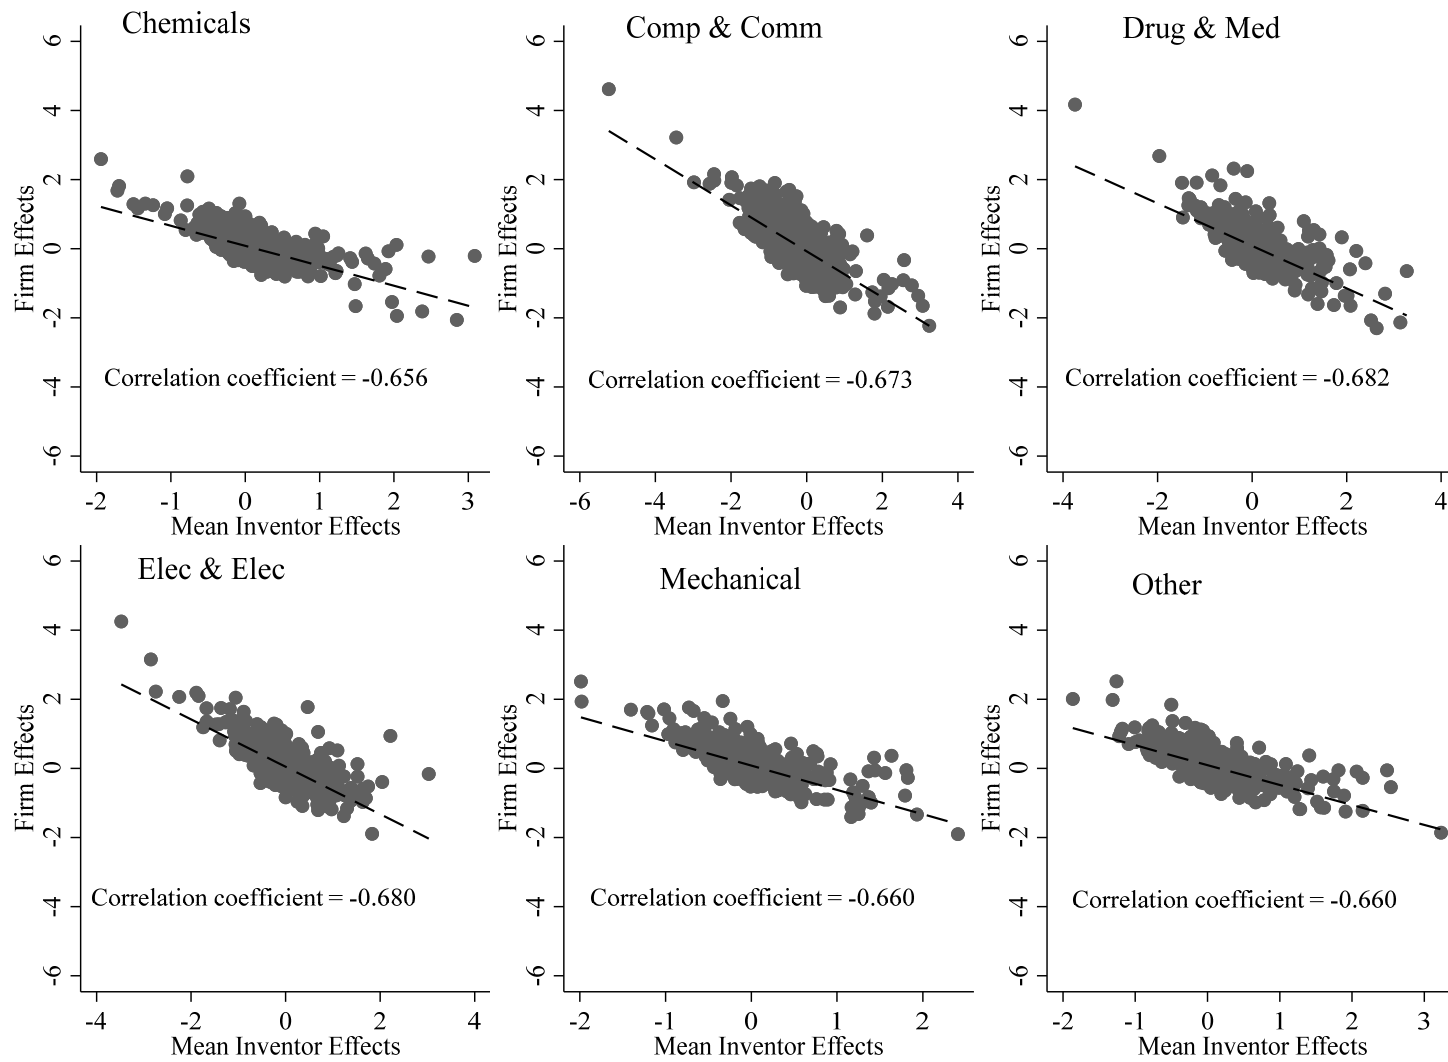 Chemicals
6
4
2
0
-2
-4
-6
Firm Effects
Correlation coefficient = -0.656
-2 -1 0 1 2 3
Mean Inventor Effects
Comp & Comm
6
4
2
0
-2
-4
-6
Firm Effects
Correlation coefficient = -0.673
-6 -4 -2 0 2 4
Mean Inventor Effects
Drug & Med
6
4
2
0
-2
-4
-6
Firm Effects
Correlation coefficient = -0.682
-4 -2 0 2 4
Mean Inventor Effects
Elec & Elec
6
4
2
0
-2
-4
-6
Firm Effects
Correlation coefficient = -0.680
-4 -2 0 2 4
Mean Inventor Effects
Mechanical
6
4
2
0
-2
-4
-6
Firm Effects
Correlation coefficient = -0.660
-2 -1 0 1 2
Mean Inventor Effects
Other
6
4
2
0
-2
-4
-6
Firm Effects
Correlation coefficient = -0.660
-2 -1 0 1 2 3
Mean Inventor Effects